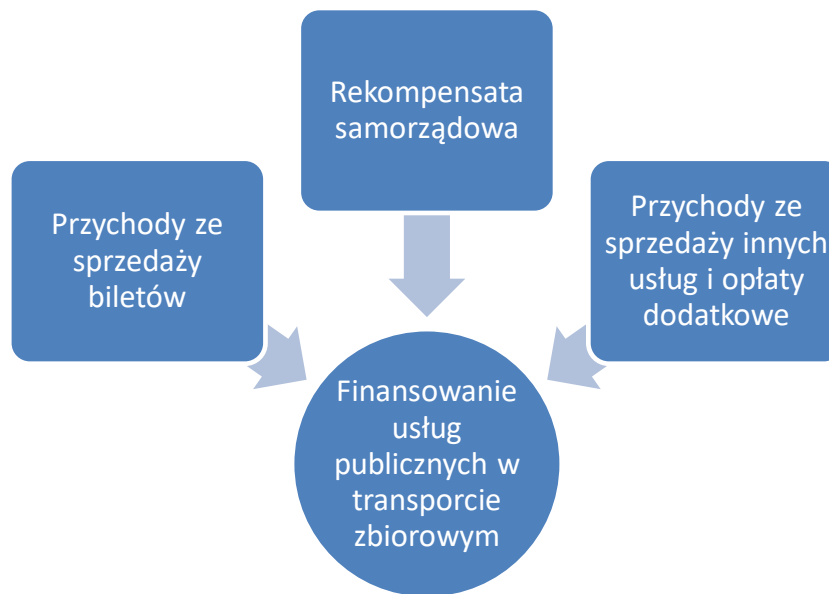 Rekompensata
samorządowa
Przychody ze
sprzedaży
biletów
Przychody ze
sprzedaży innych
usług i opłaty
dodatkowe
Finansowanie
usług
publicznych w
transporcie
zbiorowym